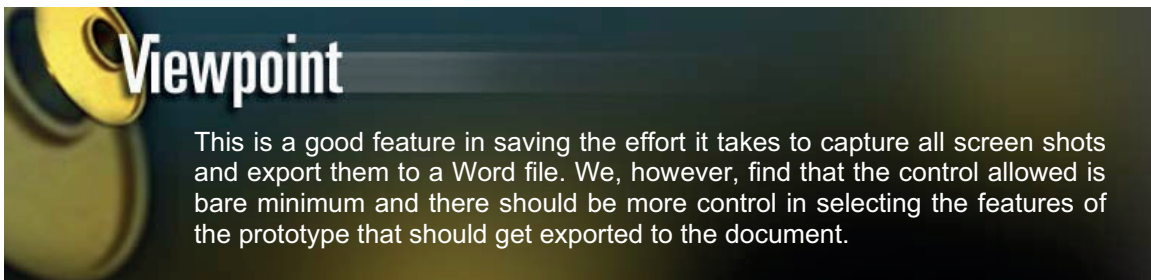 Viewpoint
This is a good feature in saving the effort it takes to capture all screen shots
and export them to a Word file. We, however, find that the control allowed is
bare minimum and there should be more control in selecting the features of
the prototype that should get exported to the document.